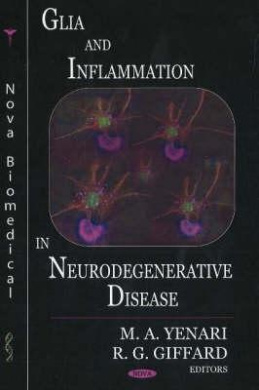 GLIA
AND
INFLAMMATION
IN
NEURODEGENERATIVE
DISEASE
M. A. YENARI
R. G. GIFFARD
EDITORS
NOVA
Nova Biomedical